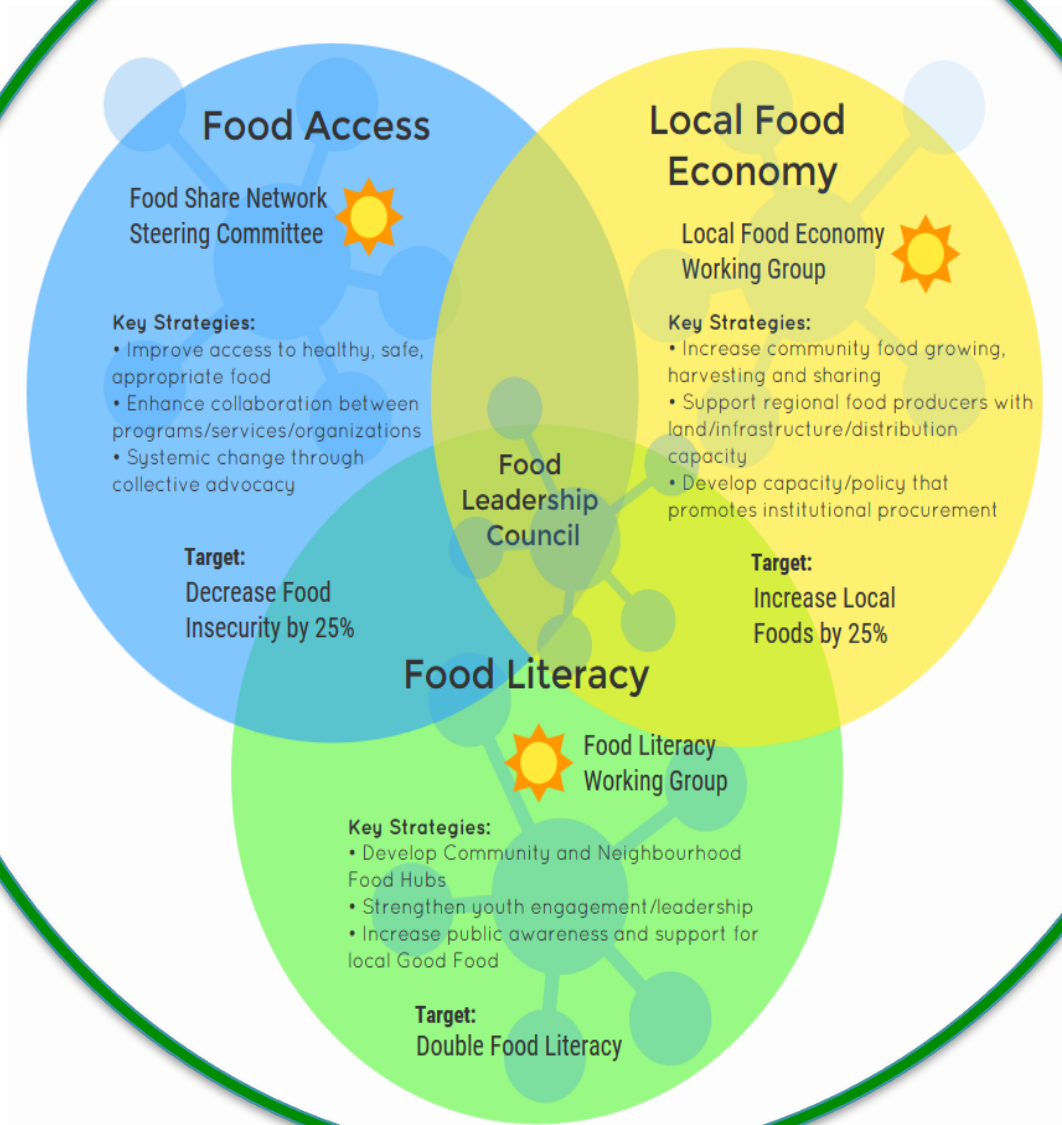 Food Access
Food Share Network
Steering Committee
Key Strategies:
• Improve access to healthy, safe,
appropriate food
• Enhance collaboration between
programs/services/organizations
• Systemic change through
collective advocacy
Target:
Decrease Food
Insecurity by 25%
Local Food
Economy
Local Food Economy
Working Group
Key Strategies:
• Increase community food growing,
harvesting and sharing
• Support regional food producers with
land/infrastructure/distribution
capacity
• Develop capacity/policy that
promotes institutional procurement
Target:
Increase Local
Foods by 25%
Food
Leadership
Council
Food Literacy
Food Literacy
Working Group
Key Strategies:
• Develop Community and Neighbourhood
Food Hubs
• Strengthen youth engagement/leadership
• Increase public awareness and support for
local Good Food
Target:
Double Food Literacy